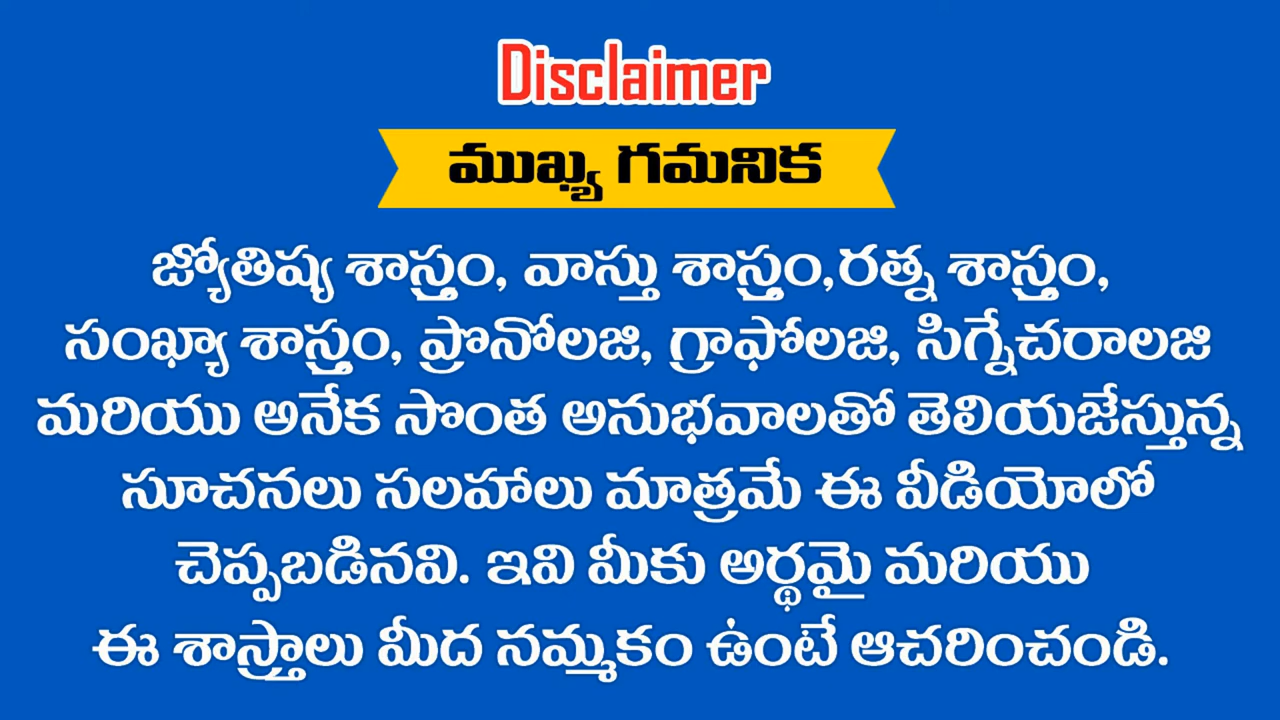 Disclaimer
ముఖ్య గమనిక
జ్యోతిష్య శాస్త్రం, వాస్తు శాస్త్రం,రత్న శాస్త్రం,
సంఖ్యా శాస్త్రం, ప్రొనోలజి, గ్రాఫోలజి, సిగ్నేచరాలజి
మరియు అనేక సొంత అనుభవాలతో తెలియజేస్తున్న
సూచనలు సలహాలు మాత్రమే ఈ వీడియోలో
చెప్పబడినవి. ఇవి మీకు అర్థమై మరియు
ఈ శాస్త్రాలు మీద నమ్మకం ఉంటే ఆచరించండి.